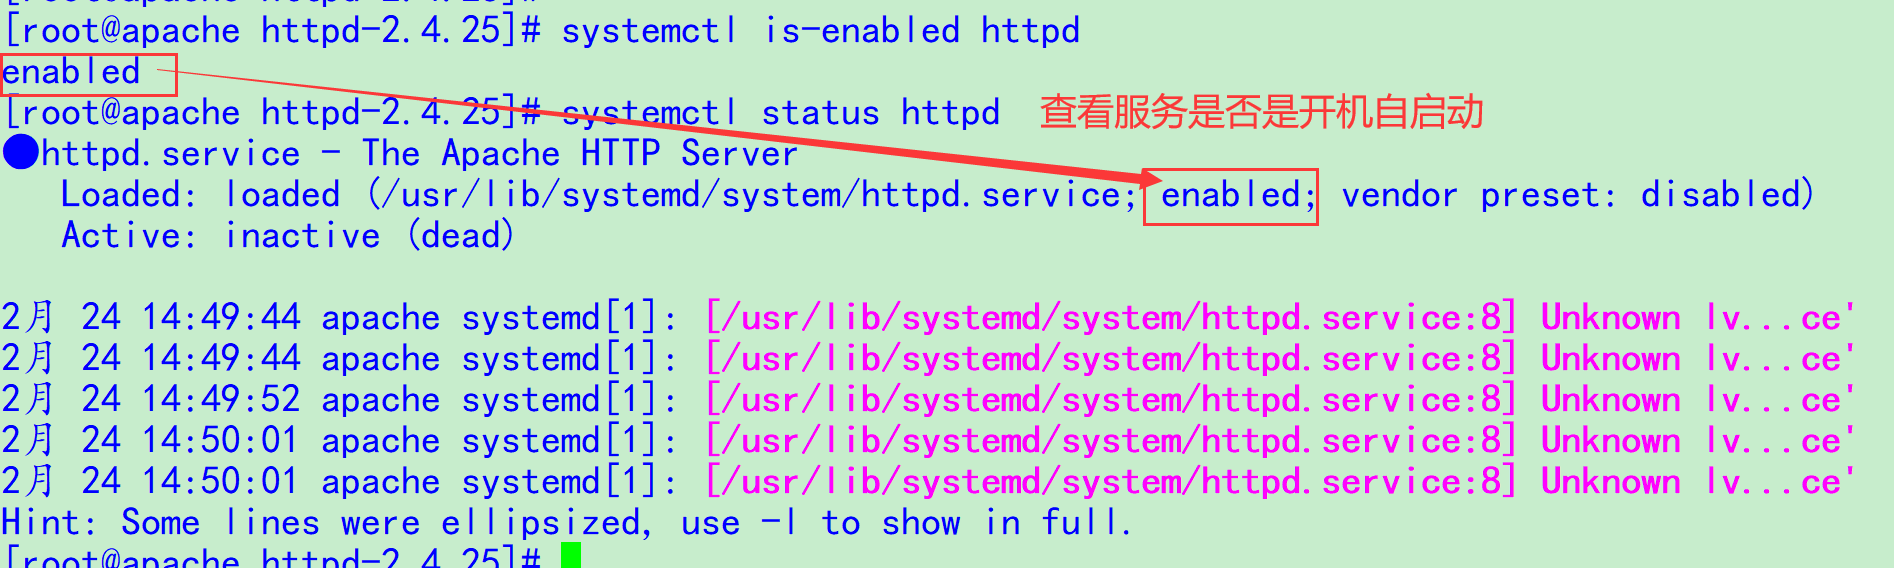 [root@apache httpd-2.4.25]#
[root@apache httpd-2.4.25]# systemctl is-enabled httpd
enabled
[root@apache httpd-2.4.25]# systemctl status httpd 查看服务是否是开机自启动
●httpd.service - The Apache HTTP Server
Loaded: loaded (/usr/lib/systemd/system/httpd.service; enabled; vendor preset: disabled)
Active: inactive (dead)
2月 24 14:49:44 apache systemd[1]: [/usr/lib/systemd/system/httpd.service:8] Unknown lv...ce'
2月 24 14:49:44 apache systemd[1]: [/usr/lib/systemd/system/httpd.service:8] Unknown lv...ce'
2月 24 14:49:52 apache systemd[1]: [/usr/lib/systemd/system/httpd.service:8] Unknown lv...ce'
2月 24 14:50:01 apache systemd[1]: [/usr/lib/systemd/system/httpd.service:8] Unknown lv...ce'
2月 24 14:50:01 apache systemd[1]: [/usr/lib/systemd/system/httpd.service:8] Unknown lv...ce'
Hint: Some lines were ellipsized, use -l to show in full.
[root@apache httpd-2.4.25]#